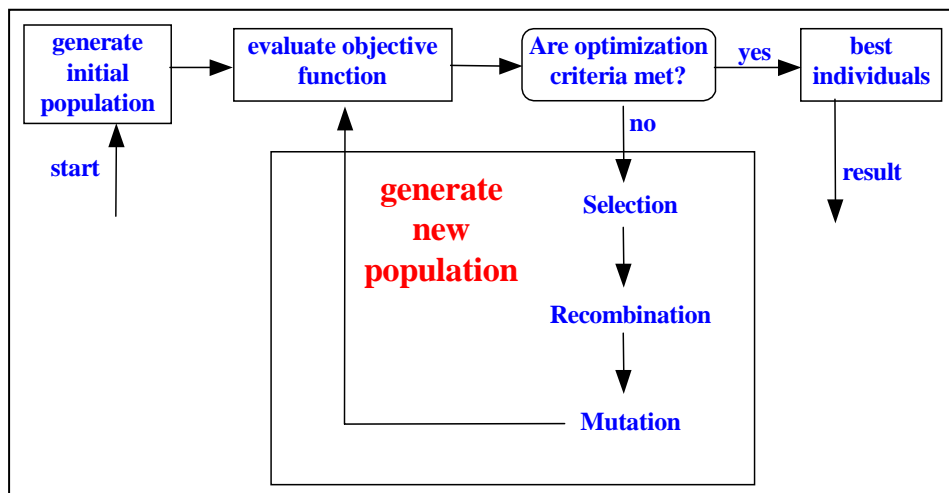 generate
initial
population
evaluate objective
function
Are optimization
criteria met?
yes
best
individuals
no
start
result
generate
new
population
Selection
Recombination
Mutation